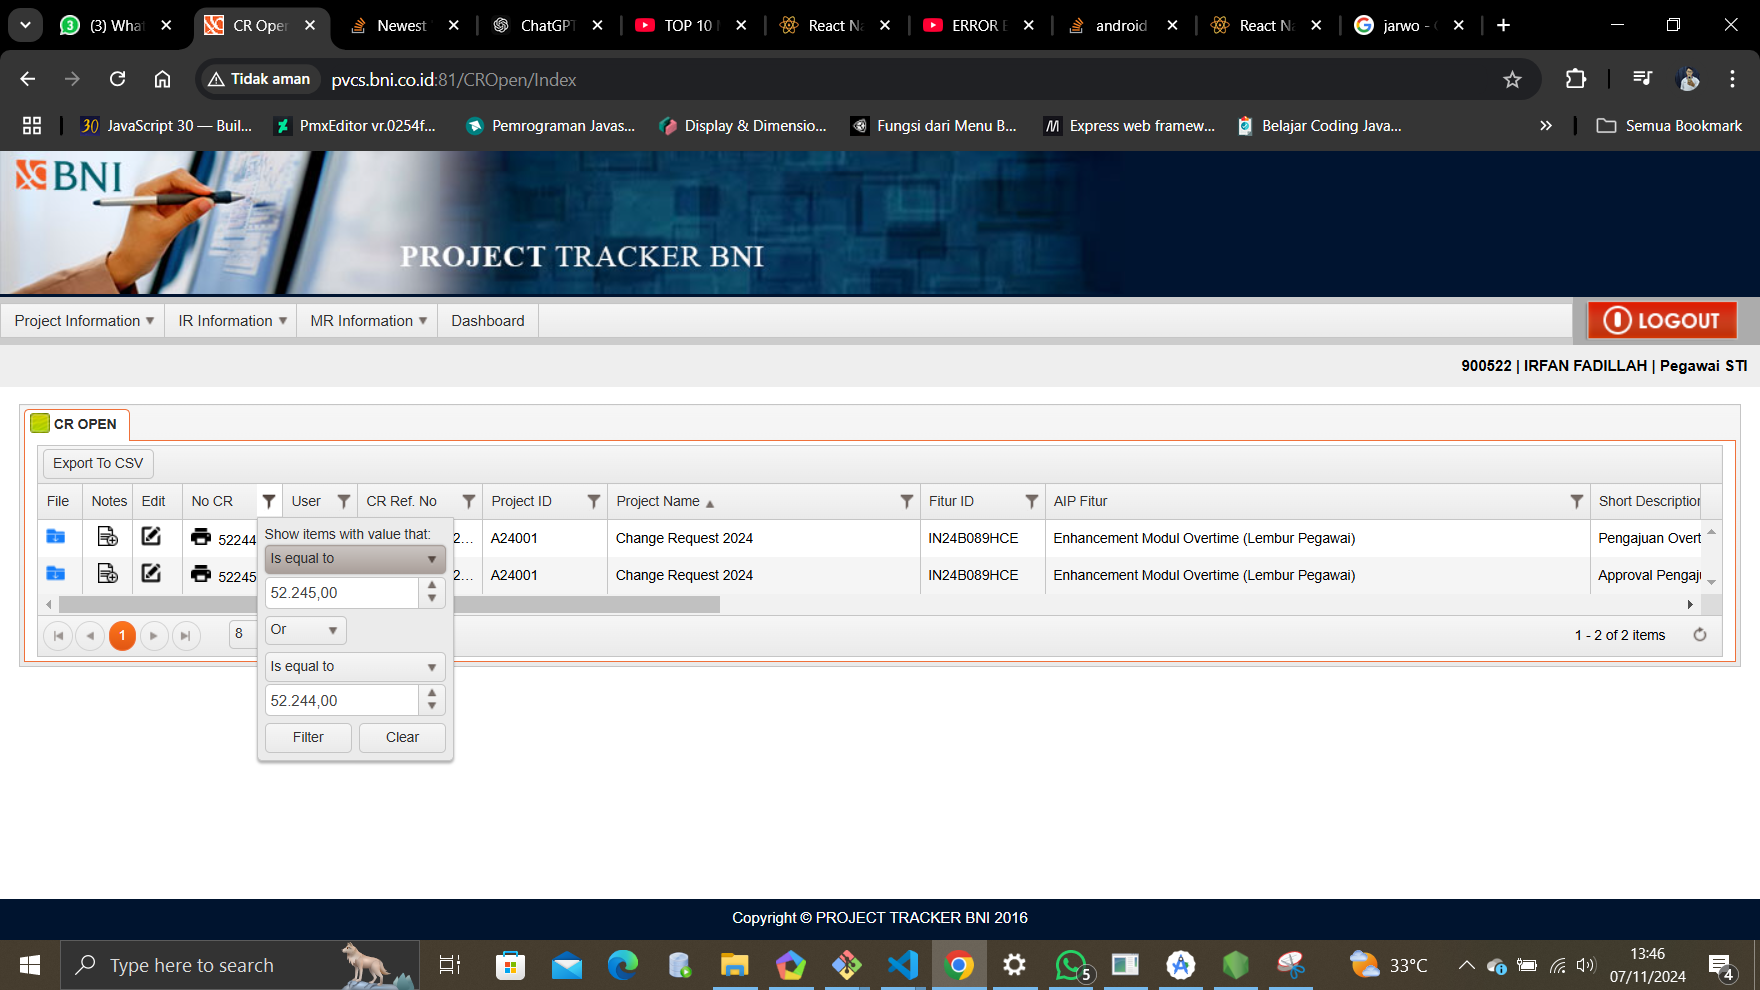 3 (3) What
CR Oper
Newest
ChatGPT
TOP 10
React Na
ERROR
android
React Na
jarwo -
Tidak aman
pvcs.bni.co.id:81/CROpen/Index
30 JavaScript 30 — Buil...
PmxEditor vr.0254f...
Pemrograman Javas...
Display & Dimensio...
Fungsi dari Menu B...
Express web framew...
Belajar Coding Java...
Semua Bookmark
BNI
PROJECT TRACKER BNI
Project Information
IR Information
MR Information
Dashboard
LOGOUT
900522 | IRFAN FADILLAH | Pegawai STI
CR OPEN
Export To CSV
File Notes Edit No CR User CR Ref. No Project ID Project Name Fitur ID AIP Fitur Short Description
52244 2... A24001 Change Request 2024 IN24B089HCE Enhancement Modul Overtime (Lembur Pegawai) Pengajuan Overt
52245 2... A24001 Change Request 2024 IN24B089HCE Enhancement Modul Overtime (Lembur Pegawai) Approval Pengaju
Show items with value that:
Is equal to
52.245,00
Or
Is equal to
52.244,00
Filter Clear
1 8
1 - 2 of 2 items
Copyright © PROJECT TRACKER BNI 2016
Type here to search
5
33°C
13:46
07/11/2024
4